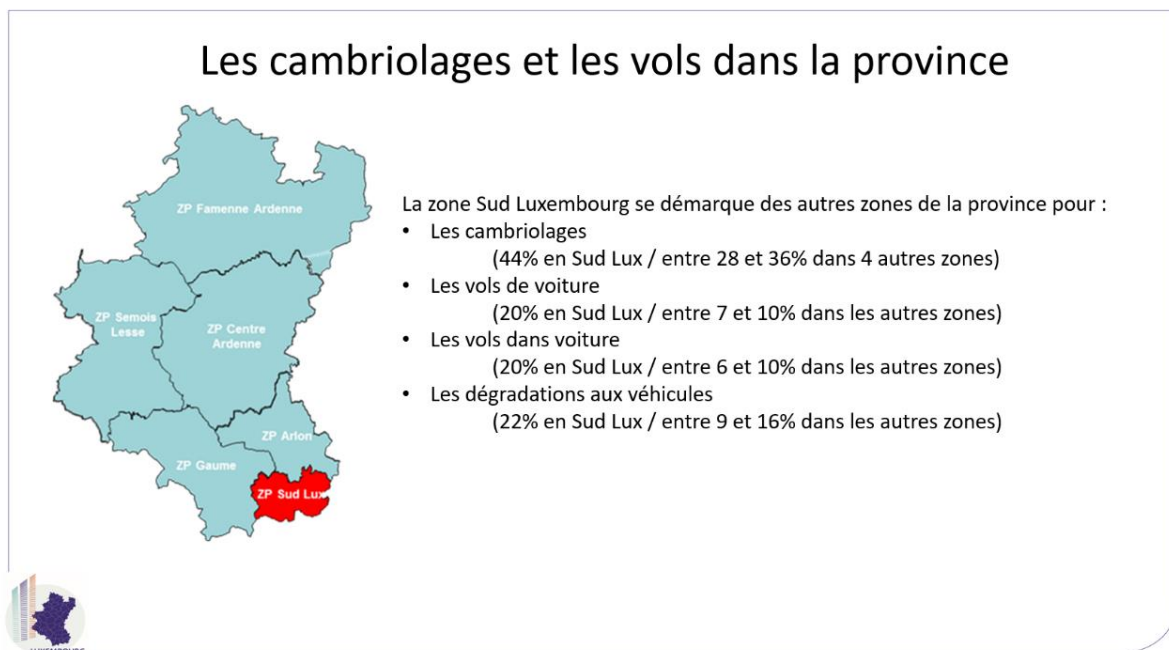 Les cambriolages et les vols dans la province
ZP Famenne Ardenne
ZP Semois
Lesse
ZP Centre
Ardenne
ZP Arlon
ZP Gaume
ZP Sud Lux
La zone Sud Luxembourg se démarque des autres zones de la province pour :
• Les cambriolages
(44% en Sud Lux / entre 28 et 36% dans 4 autres zones)
• Les vols de voiture
(20% en Sud Lux / entre 7 et 10% dans les autres zones)
• Les vols dans voiture
(20% en Sud Lux / entre 6 et 10% dans les autres zones)
• Les dégradations aux véhicules
(22% en Sud Lux / entre 9 et 16% dans les autres zones)
LUXEMBOURG